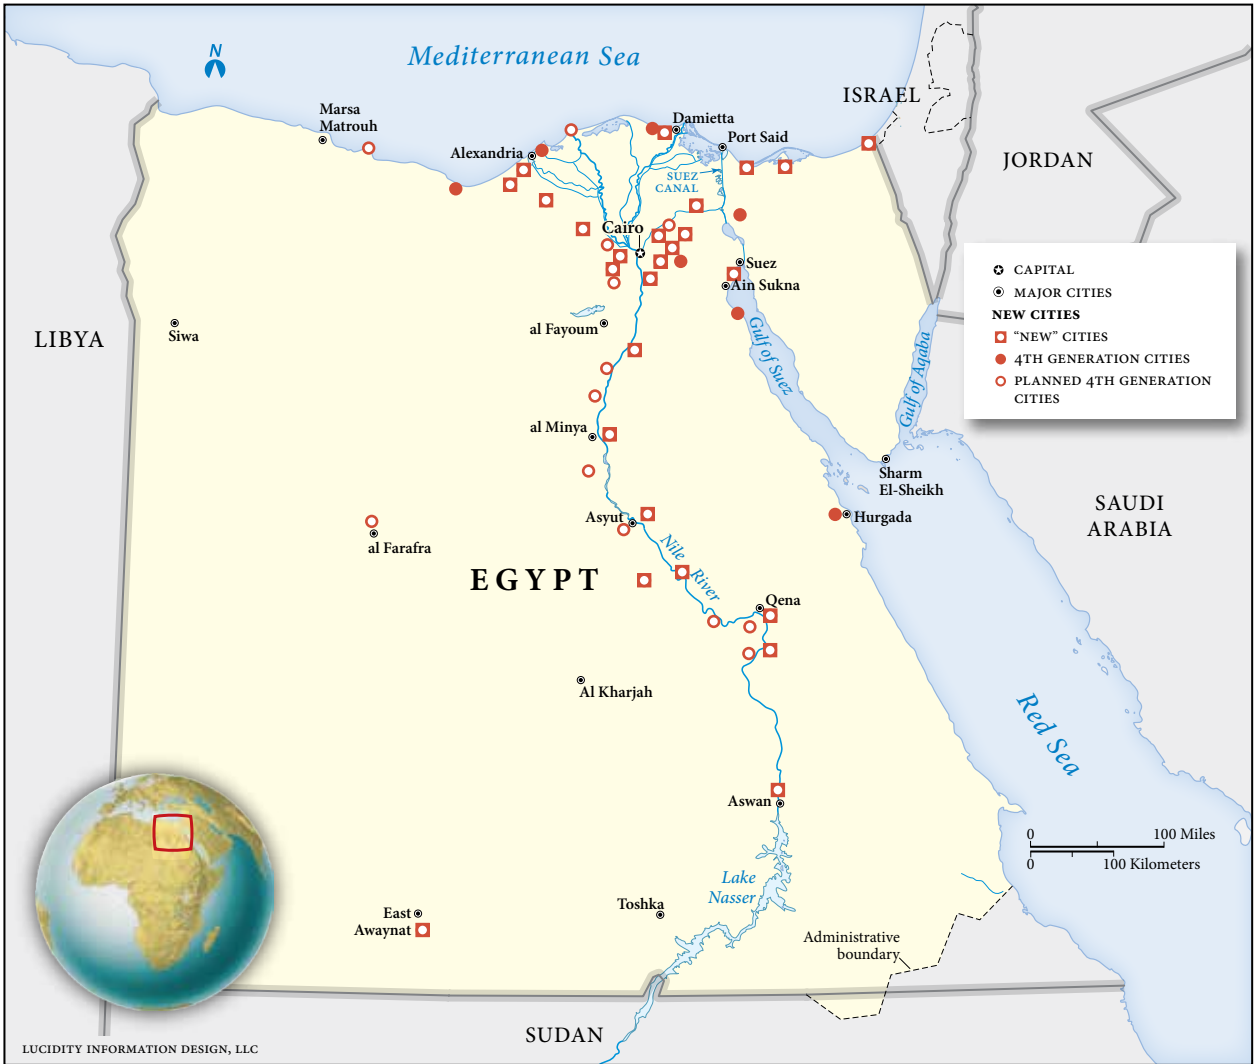 N
Mediterranean Sea
Marsa
Matrouh
Alexandria
Damietta
Port Said
ISRAEL
JORDAN
SUEZ
CANAL
Cairo
Suez
Ain Sukna
CAPITAL
MAJOR CITIES
NEW CITIES
“NEW” CITIES
4TH GENERATION CITIES
PLANNED 4TH GENERATION
CITIES
LIBYA
Siwa
al Fayoum
Gulf of Suez
Gulf of Aqaba
al Minya
Sharm
El-Sheikh
Asyut
Hurgada
SAUDI
ARABIA
al Farafra
EGYPT
Nile River
Qena
Al Kharjah
Red Sea
Aswan
0 100 Miles
0 100 Kilometers
Lake
Nasser
East
Awaynat
Toshka
Administrative
boundary
SUDAN
LUCIDITY INFORMATION DESIGN, LLC